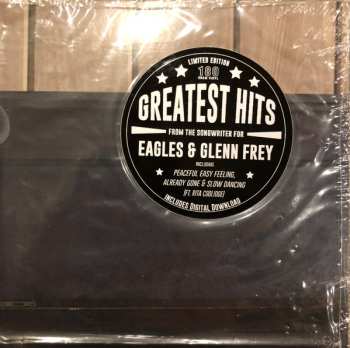 LIMITED EDITION
180
GRAM VINYL
GREATEST HITS
FROM THE SONGWRITER FOR
EAGLES & GLENN FREY
INCLUDING
PEACEFUL EASY FEELING,
ALREADY GONE & SLOW DANCING
(FT. RITA COOLIDGE)
INCLUDES DIGITAL DOWNLOAD